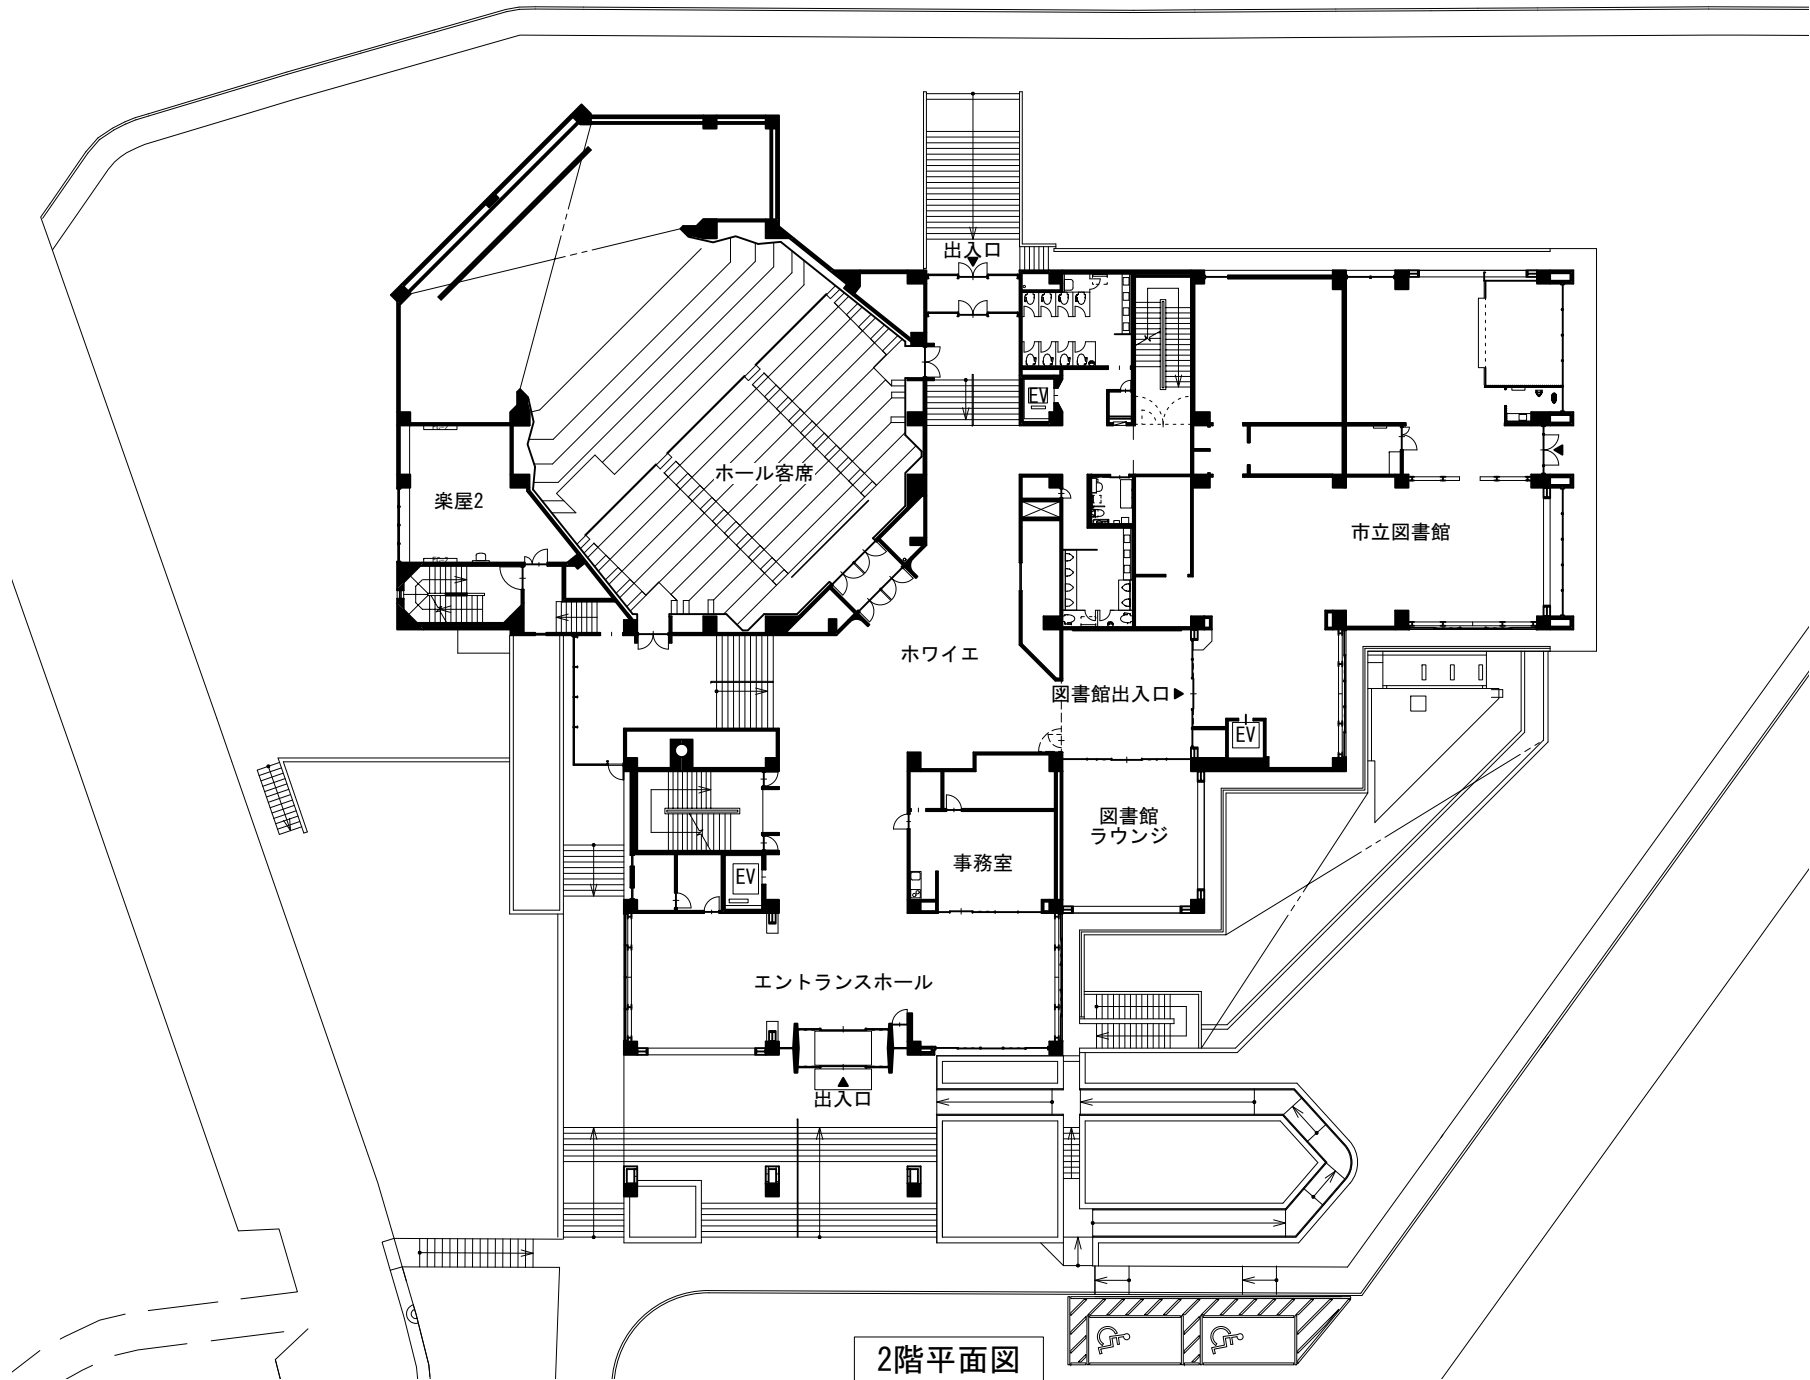 出入口
EV
ホール客席
楽屋2
市立図書館
ホワイエ
図書館出入口
EV
図書館
ラウンジ
事務室
EV
エントランスホール
出入口
2階平面図